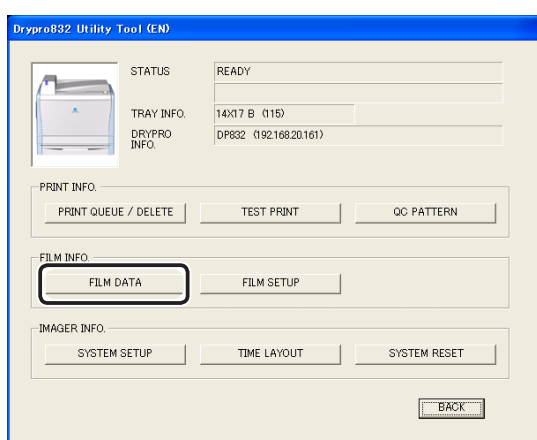 Drypro832 Utility Tool (EN)
STATUS READY
TRAY INFO. 14X17 B (115)
DRYPRO INFO. DP832 (192.168.20.161)
PRINT INFO.
PRINT QUEUE / DELETE TEST PRINT QC PATTERN
FILM INFO.
FILM DATA FILM SETUP
IMAGER INFO.
SYSTEM SETUP TIME LAYOUT SYSTEM RESET
BACK